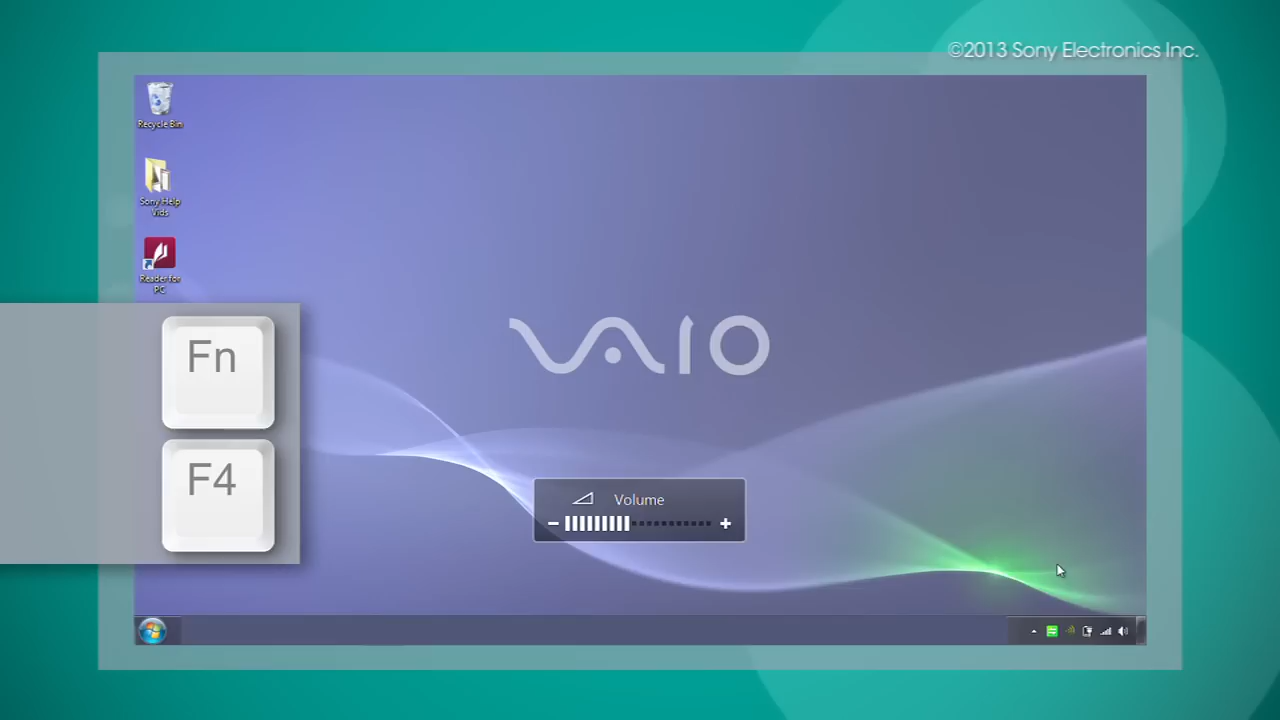 ©2013 Sony Electronics Inc.
Recycle Bin
Sony Help
Vids
Reader for
PC
Fn
F4
VAIO
Volume
− +